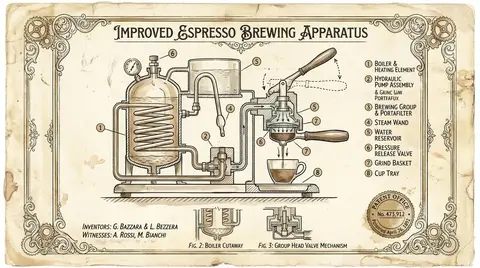 IMPROVED ESPRESSO BREWING APPARATUS
① BOILER &
HEATING ELEMENT
② HYDRAULIC
PUMP ASSEMBLY
③ BREWING GROUP
& PORTAFILTER
④ STEAM WAND
⑤ WATER
RESERVOIR
⑥ PRESSURE
RELEASE VALVE
⑦ GRIND BASKET
⑧ CUP TRAY
INVENTORS: G. BAZZARA & L. BEZZERA
WITNESSES: A. ROSSI, M. BIANCHI
FIG. 2: BOILER CUTAWAY
FIG. 3: GROUP HEAD VALVE MECHANISM
PATENT OFFICE
No. 473,912